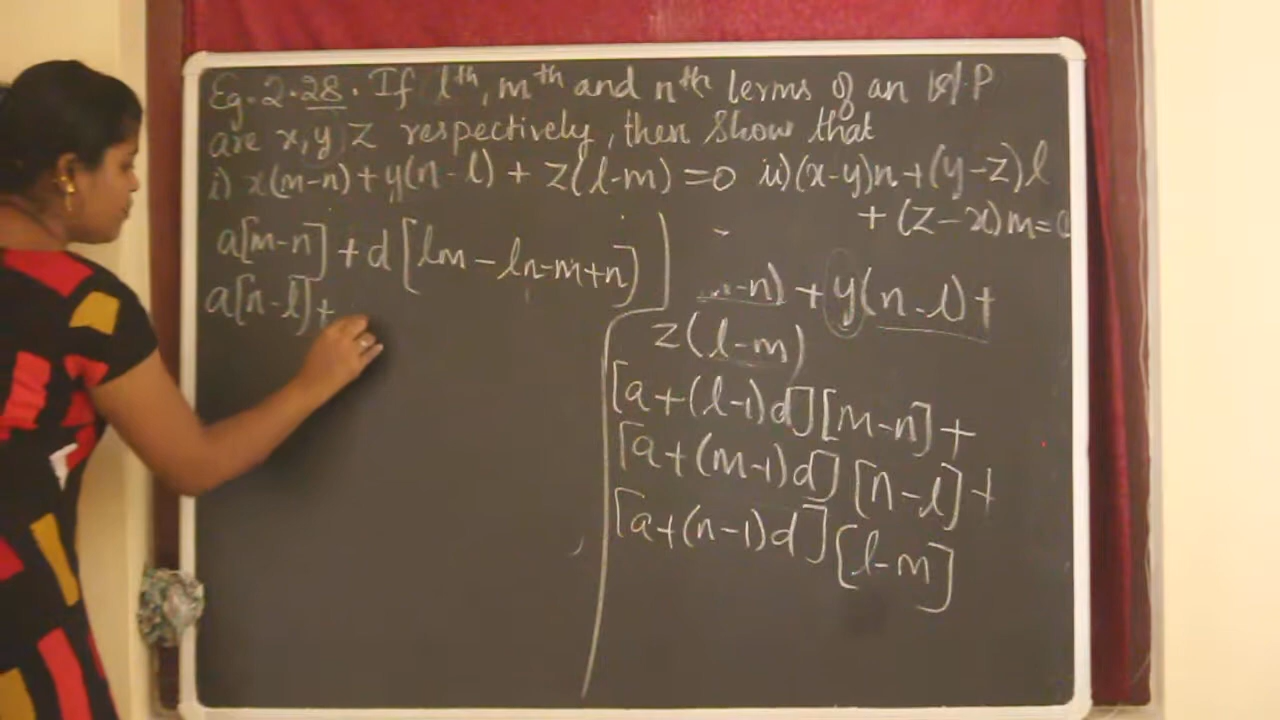 Eg. 2.28. If lth, mth and nth terms of an A.P
are x, y, z respectively, then show that
i) x(m-n)+y(n-l)+z(l-m)=0 ii)(x-y)n+(y-z)l
+(z-x)m=0
a[m-n]+d[lm-ln-m+n]
a[n-l]+
-n)+y(n-l)+
z(l-m)
[a+(l-1)d][m-n]+
[a+(m-1)d][n-l]+
[a+(n-1)d][l-m]